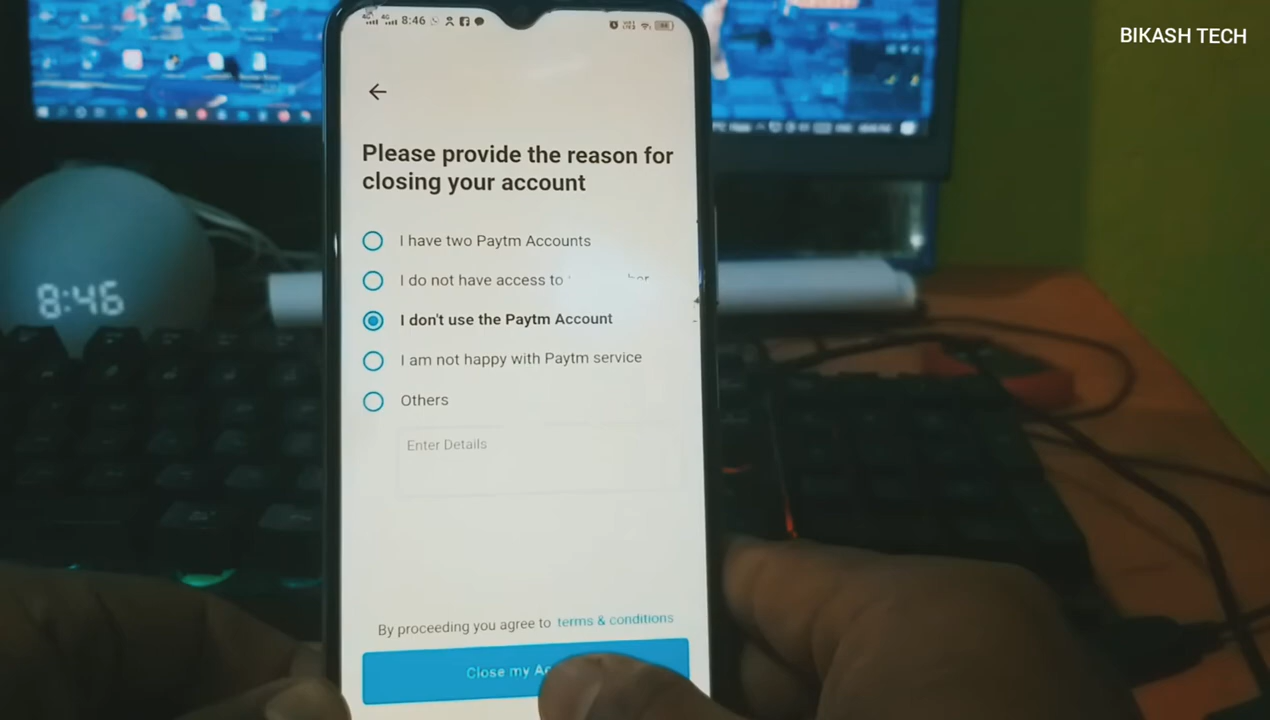 BIKASH TECH
8:46
Please provide the reason for
closing your account
I have two Paytm Accounts
I do not have access to
I don't use the Paytm Account
I am not happy with Paytm service
Others
Enter Details
By proceeding you agree to terms & conditions
Close my
8:46